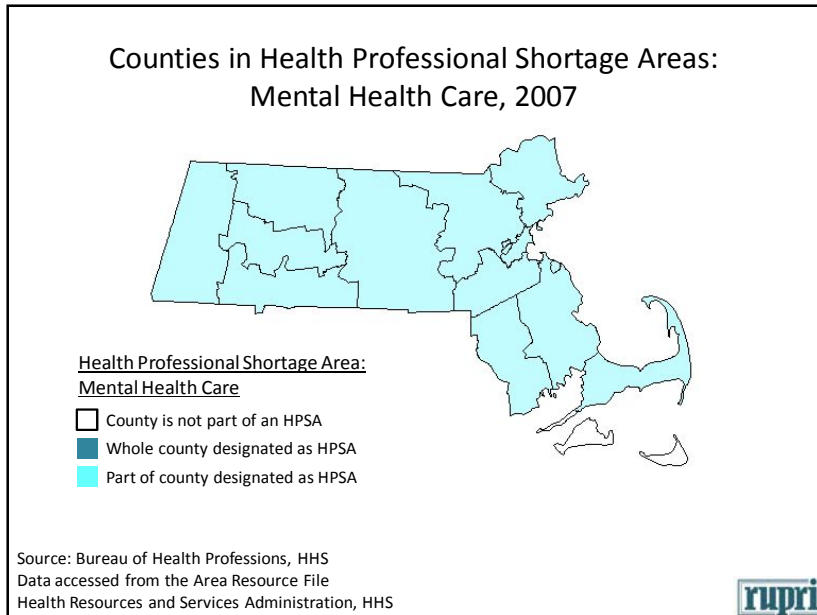 Counties in Health Professional Shortage Areas:
Mental Health Care, 2007
Health Professional Shortage Area:
Mental Health Care
County is not part of an HPSA
Whole county designated as HPSA
Part of county designated as HPSA
Source: Bureau of Health Professions, HHS
Data accessed from the Area Resource File
Health Resources and Services Administration, HHS
rupri